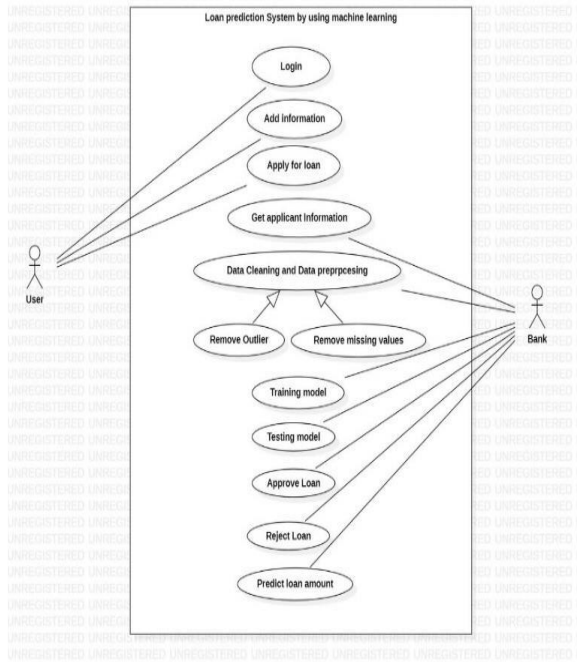 Loan prediction System by using machine learning
Login
Add information
Apply for loan
Get applicant Information
Data Cleaning and Data preprpcesing
User
Bank
Remove Outlier
Remove missing values
Training model
Testing model
Approve Loan
Reject Loan
Predict loan amount
UNREGISTERED